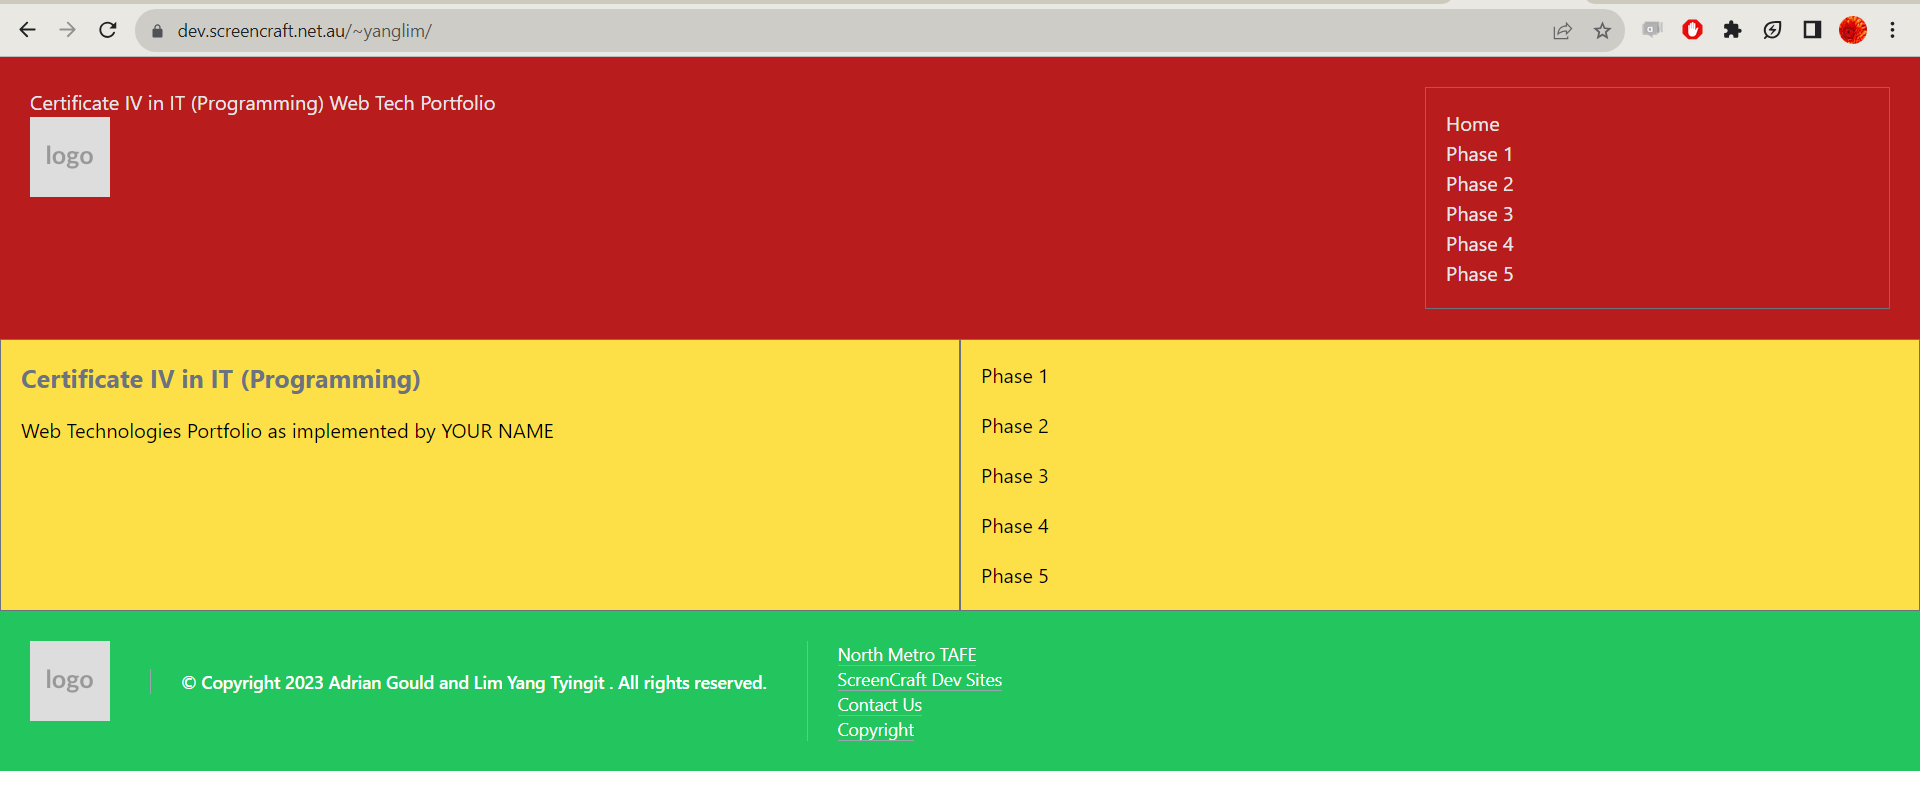 dev.screencraft.net.au/~yanglim/
Certificate IV in IT (Programming) Web Tech Portfolio
logo
Home
Phase 1
Phase 2
Phase 3
Phase 4
Phase 5
Certificate IV in IT (Programming)
Web Technologies Portfolio as implemented by YOUR NAME
Phase 1
Phase 2
Phase 3
Phase 4
Phase 5
logo
© Copyright 2023 Adrian Gould and Lim Yang Tyingit . All rights reserved.
North Metro TAFE
ScreenCraft Dev Sites
Contact Us
Copyright